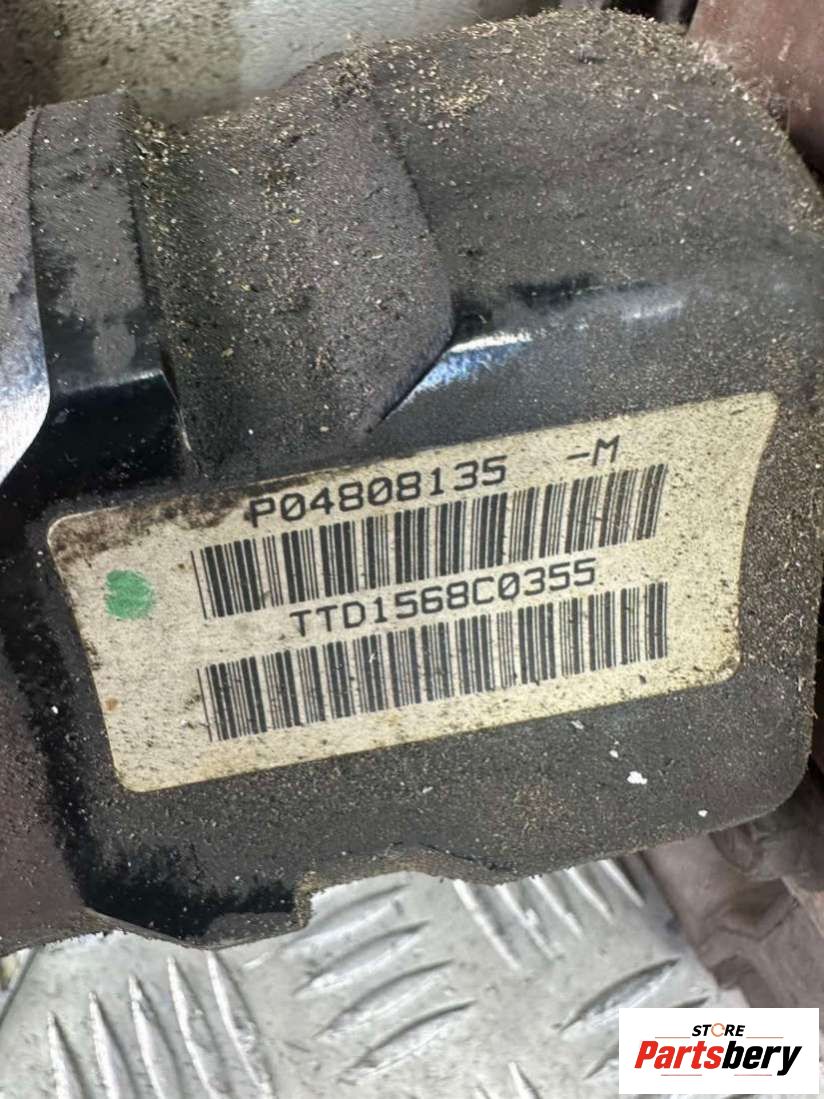 P04808135 -M
TTD1568C0355
STORE
Partsbery